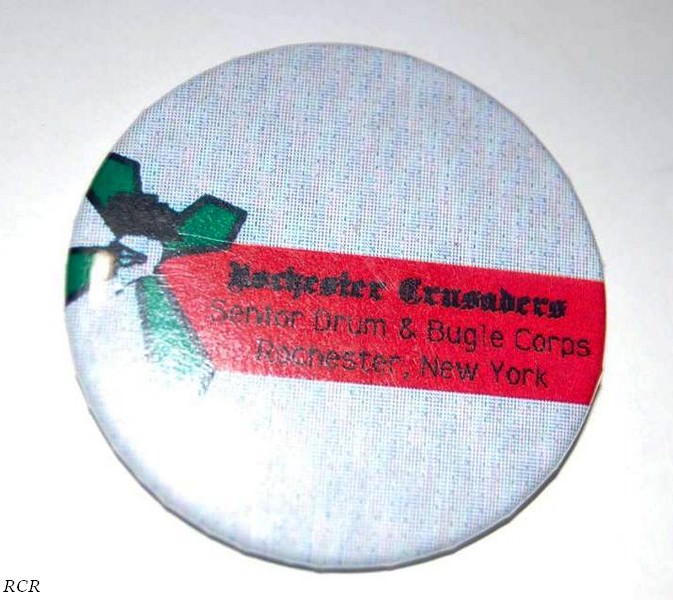 Rochester Crusaders
Senior Drum & Bugle Corps
Rochester, New York
RCR